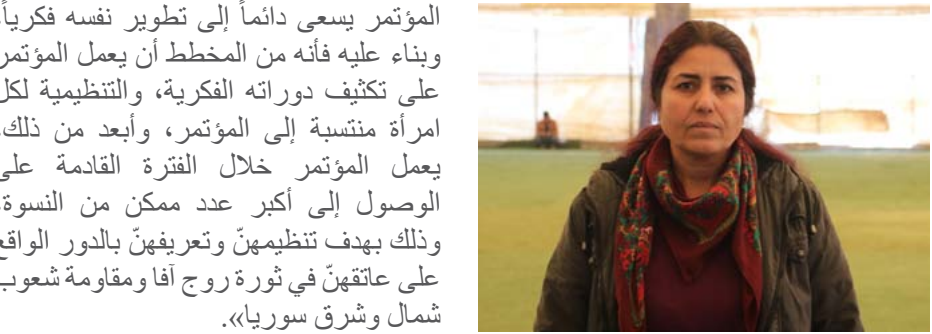 المؤتمر يسعى دائماً إلى تطوير نفسه فكرياً،
وبناء عليه فأنه من المخطط أن يعمل المؤتمر
على تكثيف دوراته الفكرية، والتنظيمية لكل
امرأة منتسبة إلى المؤتمر، وأبعد من ذلك،
يعمل المؤتمر خلال الفترة القادمة على
الوصول إلى أكبر عدد ممكن من النسوة،
وذلك بهدف تنظيمهنّ وتعريفهنّ بالدور الواقع
على عاتقهنّ في ثورة روج آفا ومقاومة شعوب
شمال وشرق سوريا».